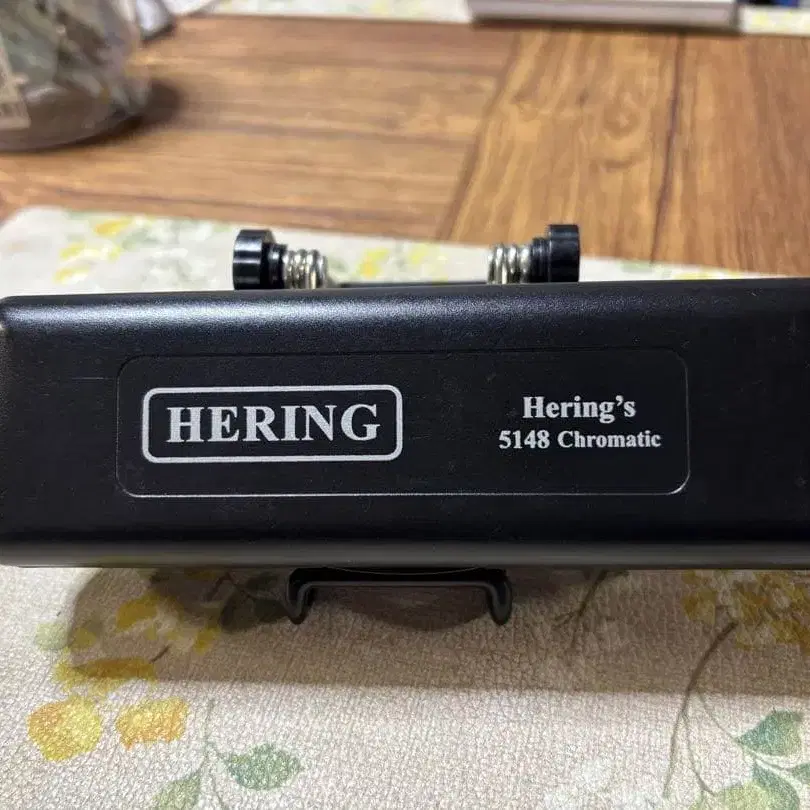 HERING
Hering's
5148 Chromatic